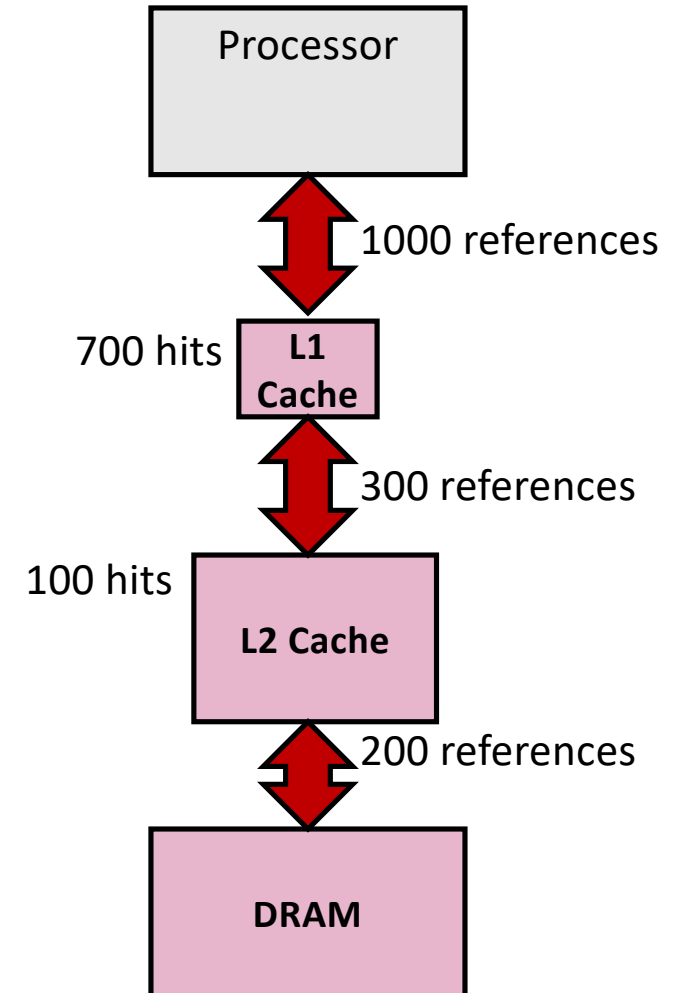 Processor
1000 references
700 hits
L1
Cache
300 references
100 hits
L2 Cache
200 references
DRAM